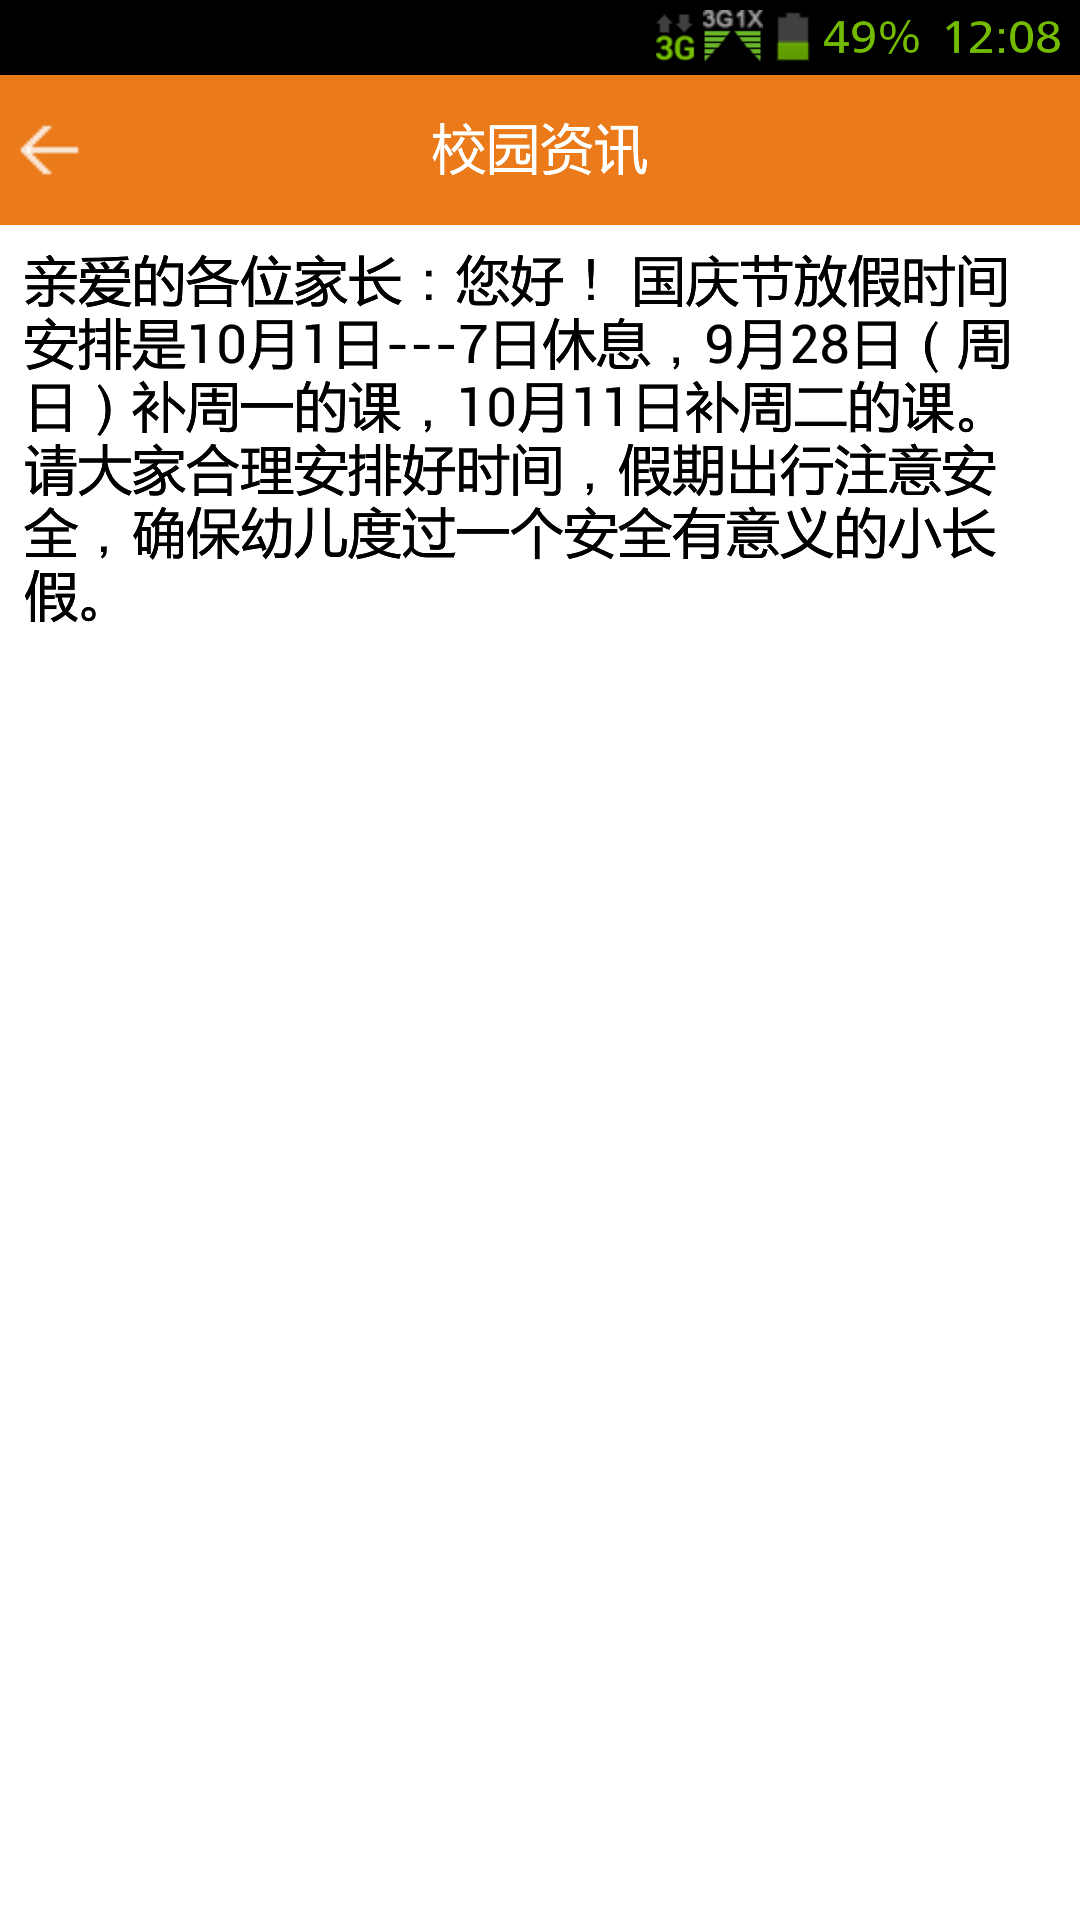 3G 3G1X 49% 12:08
校园资讯
亲爱的各位家长：您好！ 国庆节放假时间
安排是10月1日---7日休息，9月28日（周
日）补周一的课，10月11日补周二的课。
请大家合理安排好时间，假期出行注意安
全，确保幼儿度过一个安全有意义的小长
假。